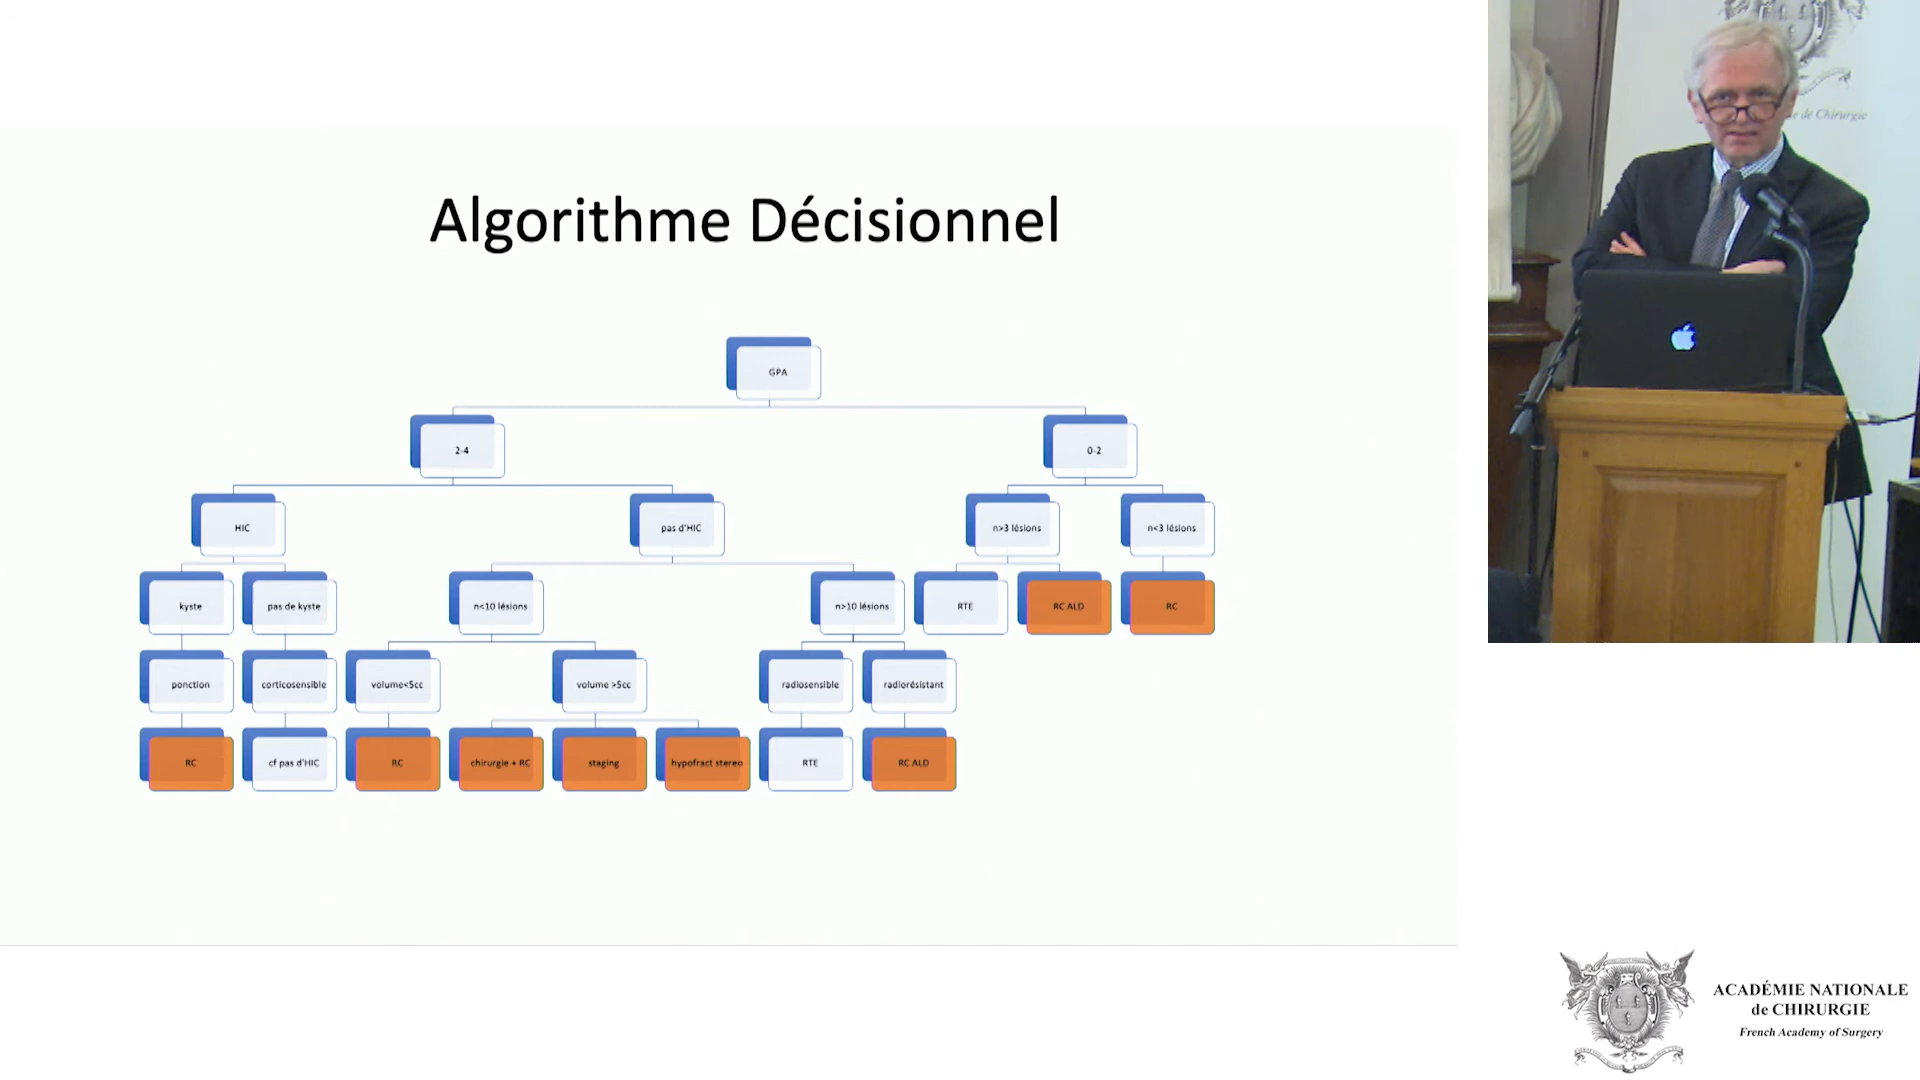 Algorithme Décisionnel
GPA
2-4
0-2
HIC
pas d'HIC
n>3 lésions
n<3 lésions
kyste
pas de kyste
n<10 lésions
n>10 lésions
RTE
RC ALD
RC
ponction
corticosensible
volume<5cc
volume >5cc
radiosensible
radiorésistant
RC
cf pas d'HIC
RC
chirurgie + RC
staging
hypofract stereo
RTE
RC ALD
de Chirurgie
ACADÉMIE NATIONALE
de CHIRURGIE
French Academy of Surgery